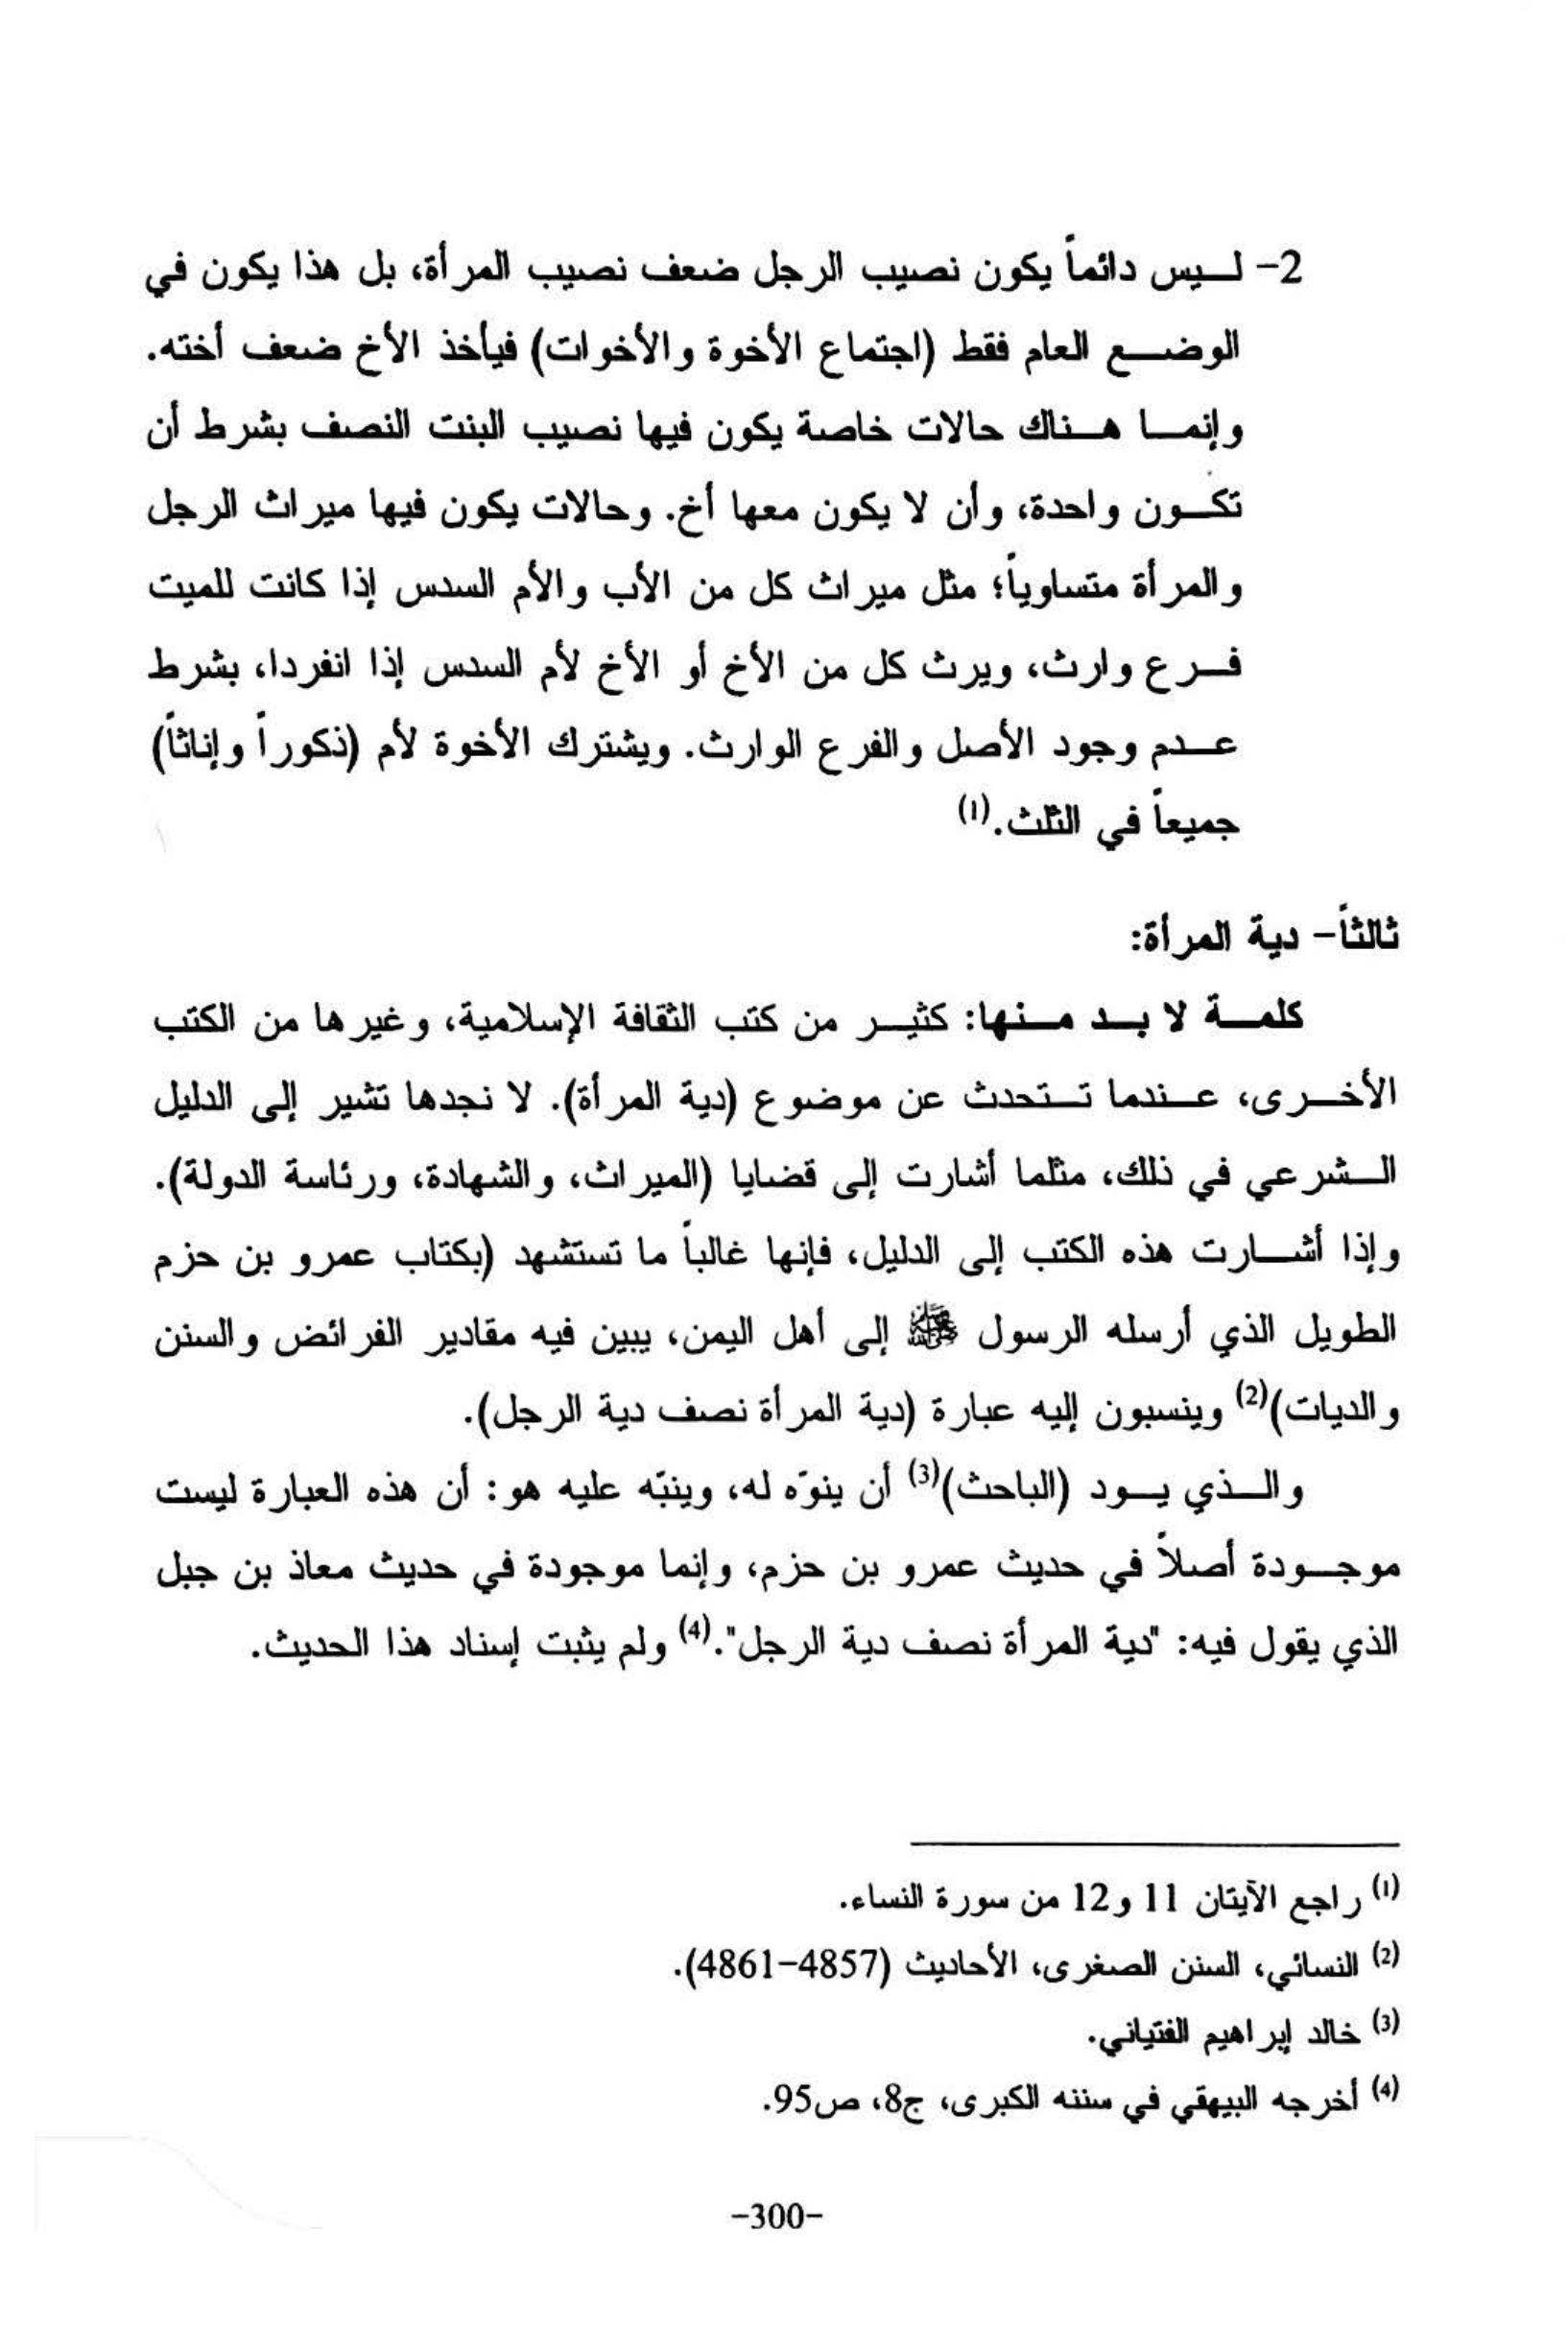 2- ليس دائماً يكون نصيب الرجل ضعف نصيب المرأة، بل هذا يكون في
الوضع العام فقط (اجتماع الأخوة والأخوات) فيأخذ الأخ ضعف أخته.
وإنما هناك حالات خاصة يكون فيها نصيب البنت النصف بشرط أن
تكون واحدة، وأن لا يكون معها أخ. وحالات يكون فيها ميراث الرجل
والمرأة متساوياً؛ مثل ميراث كل من الأب والأم السدس إذا كانت للميت
فرع وارث، ويرث كل من الأخ أو الأخ لأم السدس إذا انفردا، بشرط
عدم وجود الأصل والفرع الوارث. ويشترك الأخوة لأم (ذكوراً وإناثاً)
جميعاً في الثلث.(1)
ثالثاً- دية المرأة:
كلمة لا بد منها: كثير من كتب الثقافة الإسلامية، وغيرها من الكتب
الأخرى، عندما تتحدث عن موضوع (دية المرأة). لا نجدها تشير إلى الدليل
الشرعي في ذلك، مثلما أشارت إلى قضايا (الميراث، والشهادة، ورئاسة الدولة).
وإذا أشارت هذه الكتب إلى الدليل، فإنها غالباً ما تستشهد (بكتاب عمرو بن حزم
الطويل الذي أرسله الرسول ﷺ إلى أهل اليمن، يبين فيه مقادير الفرائض والسنن
والديات)(2) وينسبون إليه عبارة (دية المرأة نصف دية الرجل).
والذي يود (الباحث)(3) أن ينوّه له، وينبّه عليه هو: أن هذه العبارة ليست
موجودة أصلاً في حديث عمرو بن حزم، وإنما موجودة في حديث معاذ بن جبل
الذي يقول فيه: "دية المرأة نصف دية الرجل".(4) ولم يثبت إسناد هذا الحديث.
(1) راجع الآيتان 11 و12 من سورة النساء.
(2) النسائي، السنن الصغرى، الأحاديث (4857-4861).
(3) خالد إبراهيم الفتياني.
(4) أخرجه البيهقي في سننه الكبرى، ج8، ص95.
-300-